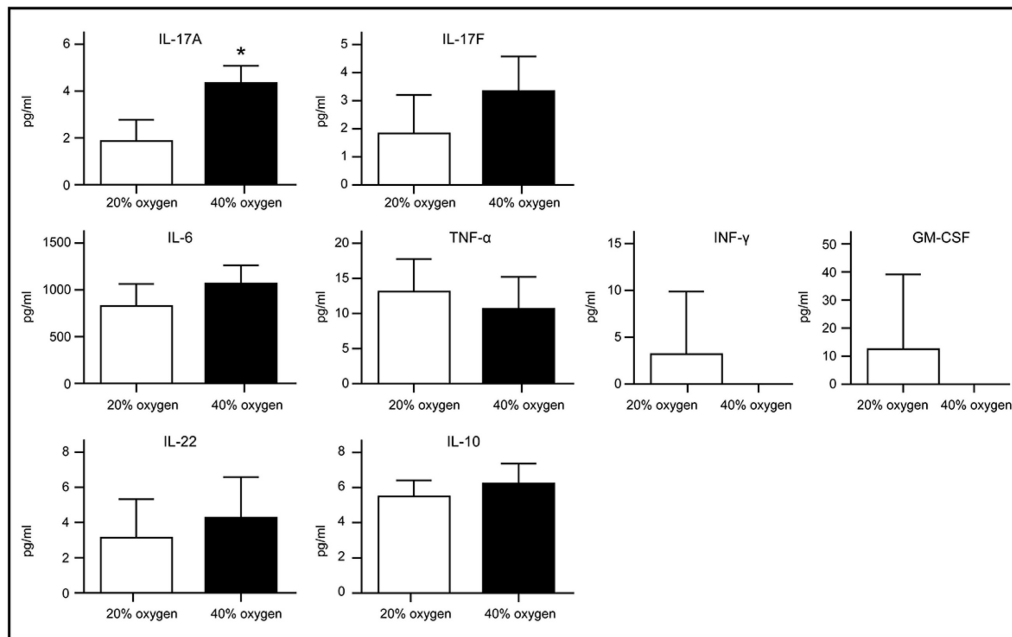 IL-17A
pg/ml
6
4
2
0
*
20% oxygen 40% oxygen
IL-17F
pg/ml
5
4
3
2
1
0
20% oxygen 40% oxygen
IL-6
pg/ml
1500
1000
500
0
20% oxygen 40% oxygen
TNF-α
pg/ml
20
15
10
5
0
20% oxygen 40% oxygen
INF-γ
pg/ml
15
10
5
0
20% oxygen 40% oxygen
GM-CSF
pg/ml
50
40
30
20
10
0
20% oxygen 40% oxygen
IL-22
pg/ml
8
6
4
2
0
20% oxygen 40% oxygen
IL-10
pg/ml
8
6
4
2
0
20% oxygen 40% oxygen